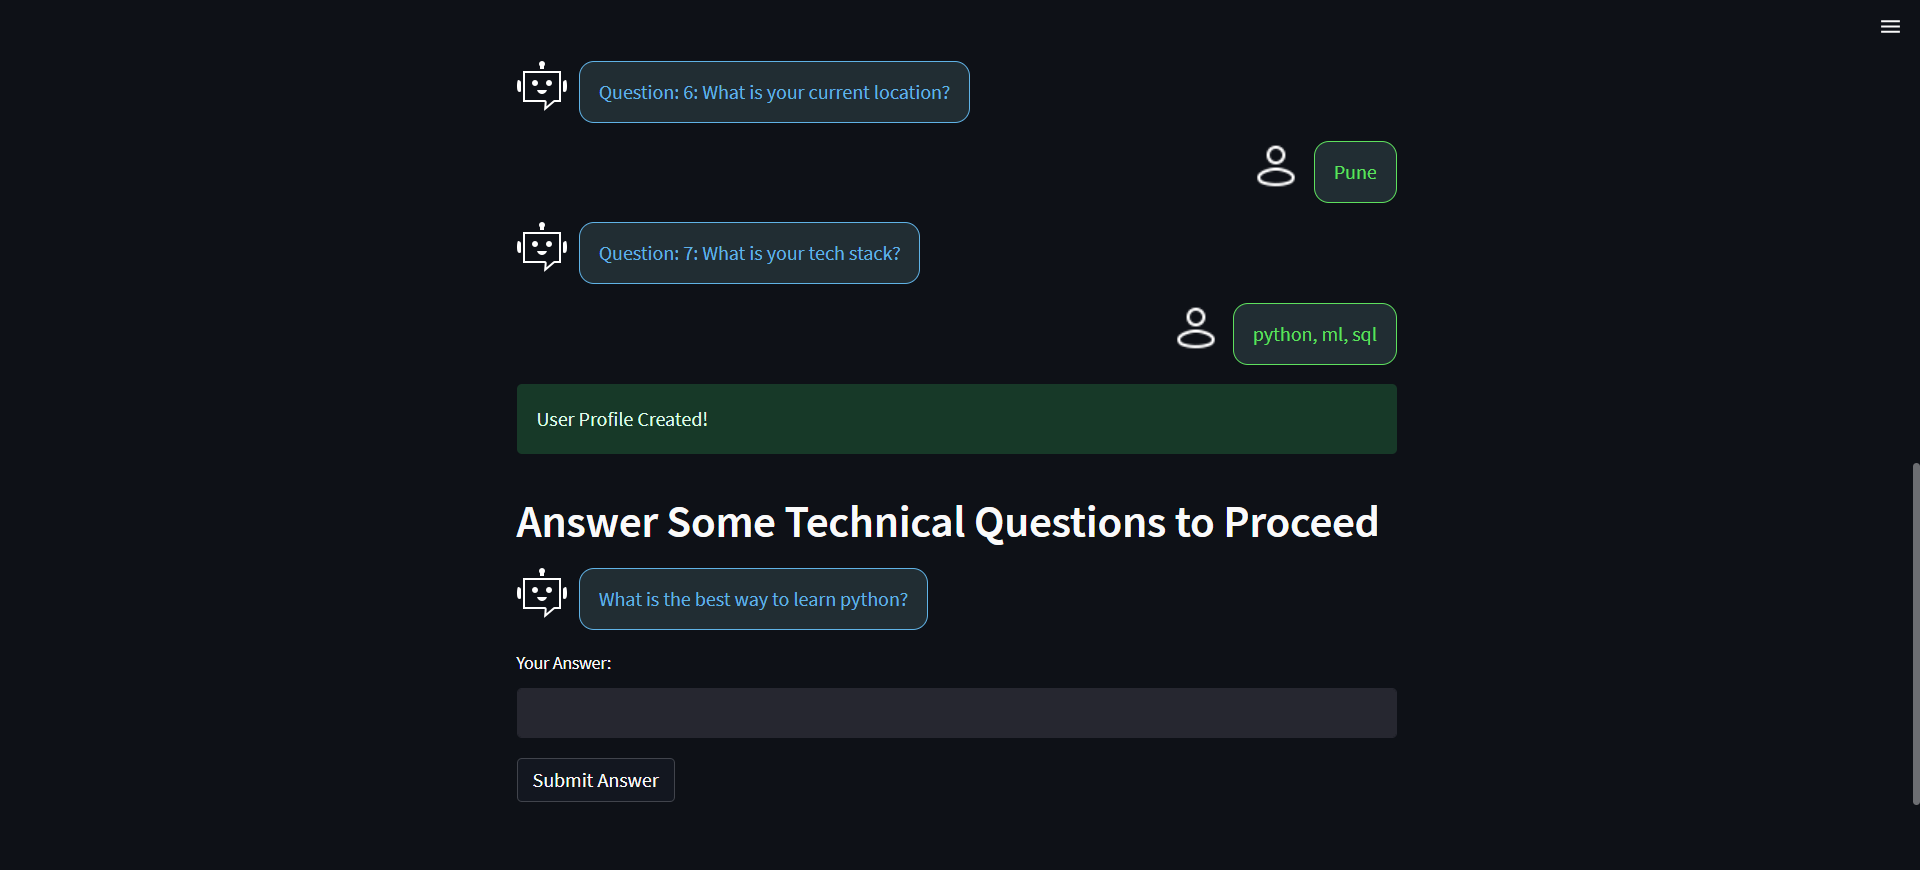 Question: 6: What is your current location?
Pune
Question: 7: What is your tech stack?
python, ml, sql
User Profile Created!
Answer Some Technical Questions to Proceed
What is the best way to learn python?
Your Answer:
Submit Answer